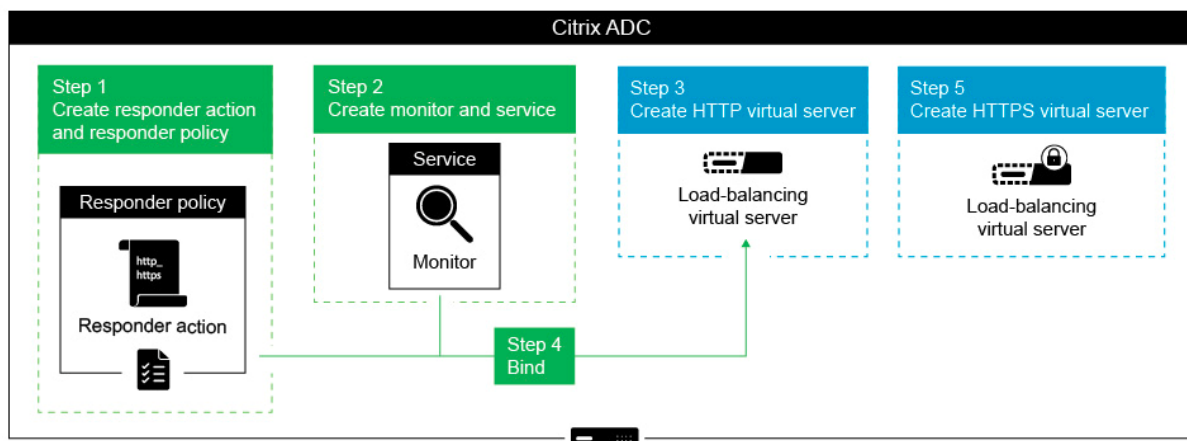 Citrix ADC
Step 1
Create responder action
and responder policy
Responder policy
http_
https
Responder action
Step 2
Create monitor and service
Service
Monitor
Step 3
Create HTTP virtual server
Load-balancing
virtual server
Step 4
Bind
Step 5
Create HTTPS virtual server
Load-balancing
virtual server